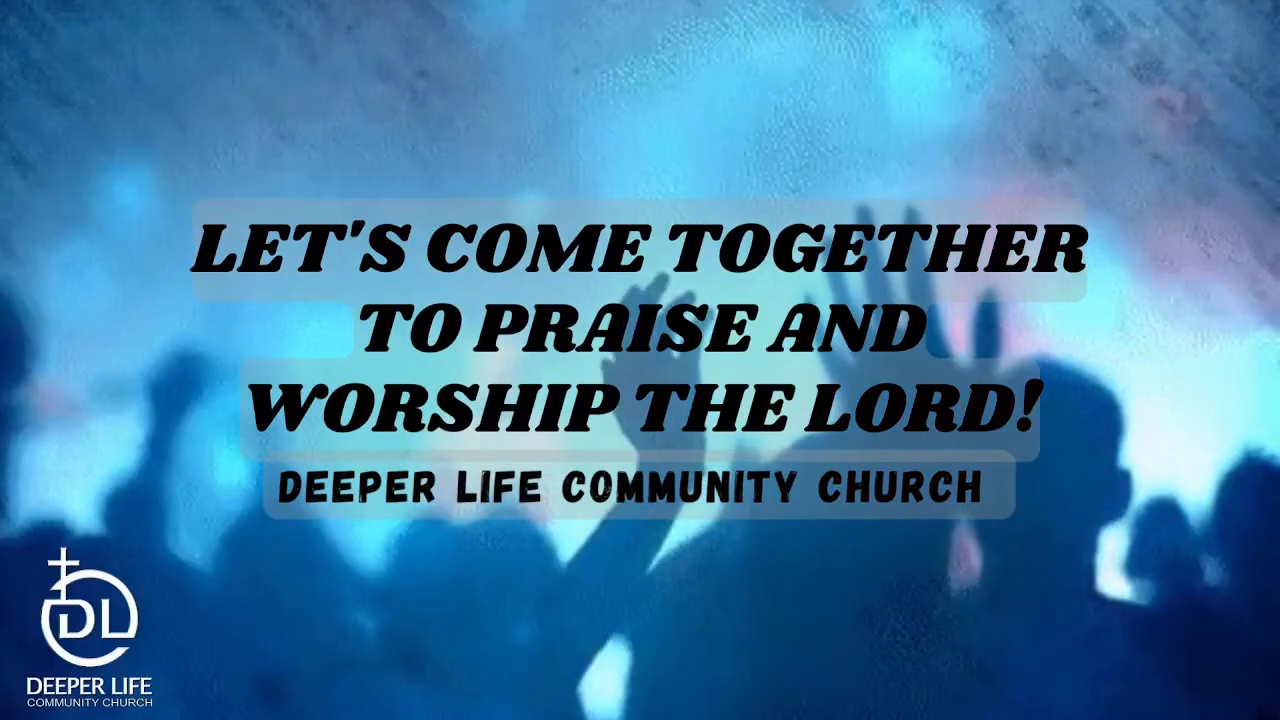 LET'S COME TOGETHER
TO PRAISE AND
WORSHIP THE LORD!
DEEPER LIFE COMMUNITY CHURCH
DL
DEEPER LIFE
COMMUNITY CHURCH